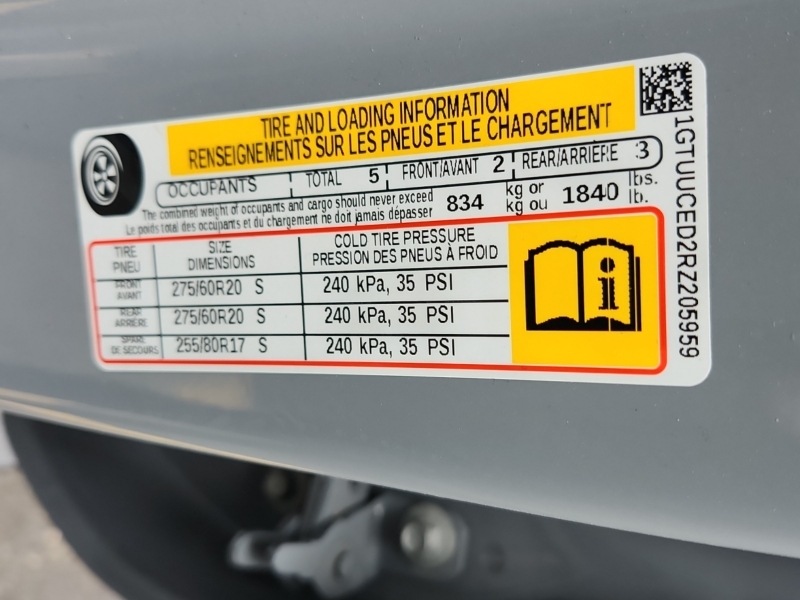 TIRE AND LOADING INFORMATION
RENSEIGNEMENTS SUR LES PNEUS ET LE CHARGEMENT
OCCUPANTS TOTAL 5 FRONT/AVANT 2 REAR/ARRIÈRE 3
The combined weight of occupants and cargo should never exceed 834 kg or 1840 lbs.
Le poids total des occupants et du chargement ne doit jamais dépasser kg ou lb.
TIRE SIZE COLD TIRE PRESSURE
PNEU DIMENSIONS PRESSION DES PNEUS À FROID
FRONT
AVANT 275/60R20 S 240 kPa, 35 PSI
REAR
ARRIÈRE 275/60R20 S 240 kPa, 35 PSI
SPARE
DE SECOURS 255/80R17 S 240 kPa, 35 PSI
i
1GTUUCED2RZ205959